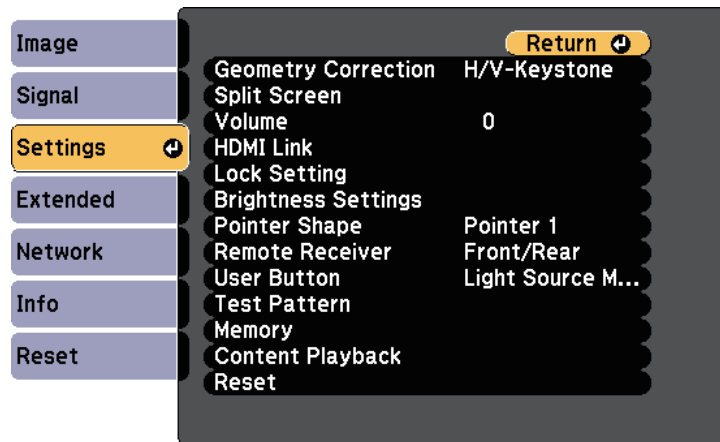 Image
Signal
Settings
Extended
Network
Info
Reset
Return
Geometry Correction H/V-Keystone
Split Screen
Volume 0
HDMI Link
Lock Setting
Brightness Settings
Pointer Shape Pointer 1
Remote Receiver Front/Rear
User Button Light Source M...
Test Pattern
Memory
Content Playback
Reset